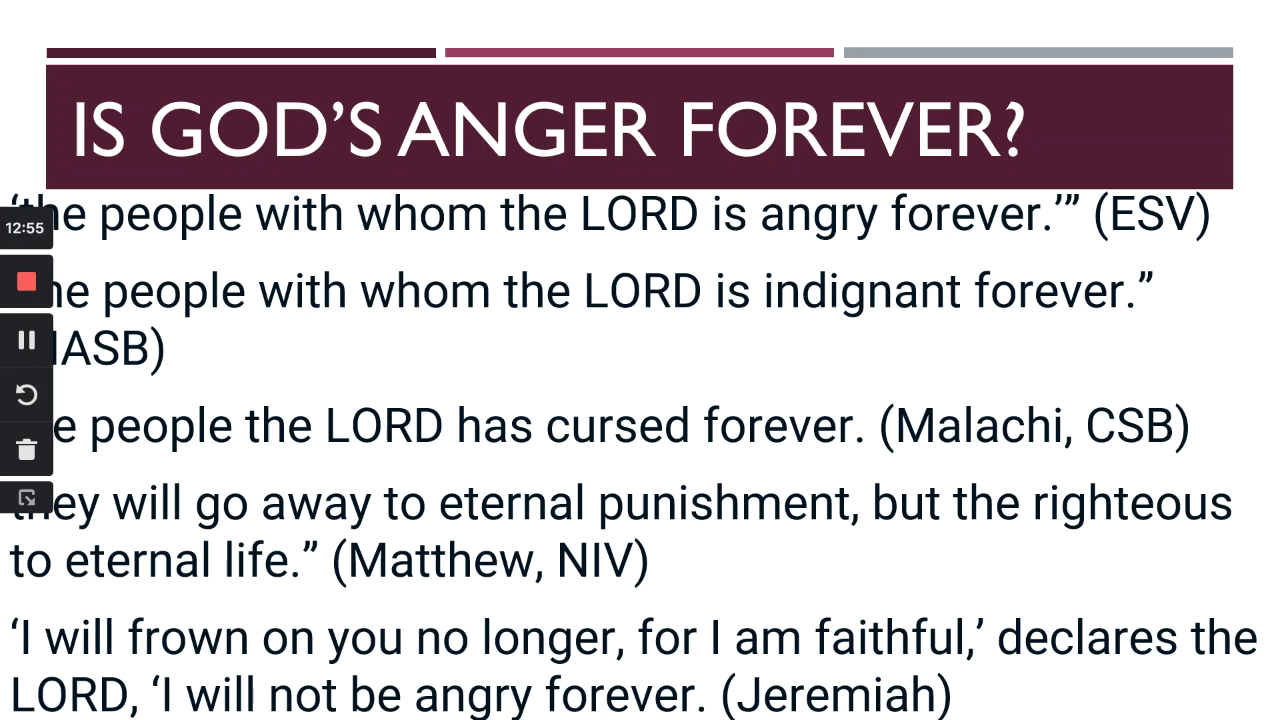 IS GOD’S ANGER FOREVER?
‘the people with whom the LORD is angry forever.’” (ESV)
12:55
people with whom the LORD is indignant forever.”
people the LORD has cursed forever. (Malachi, CSB)
they will go away to eternal punishment, but the righteous
to eternal life.” (Matthew, NIV)
‘I will frown on you no longer, for I am faithful,’ declares the
LORD, ‘I will not be angry forever. (Jeremiah)